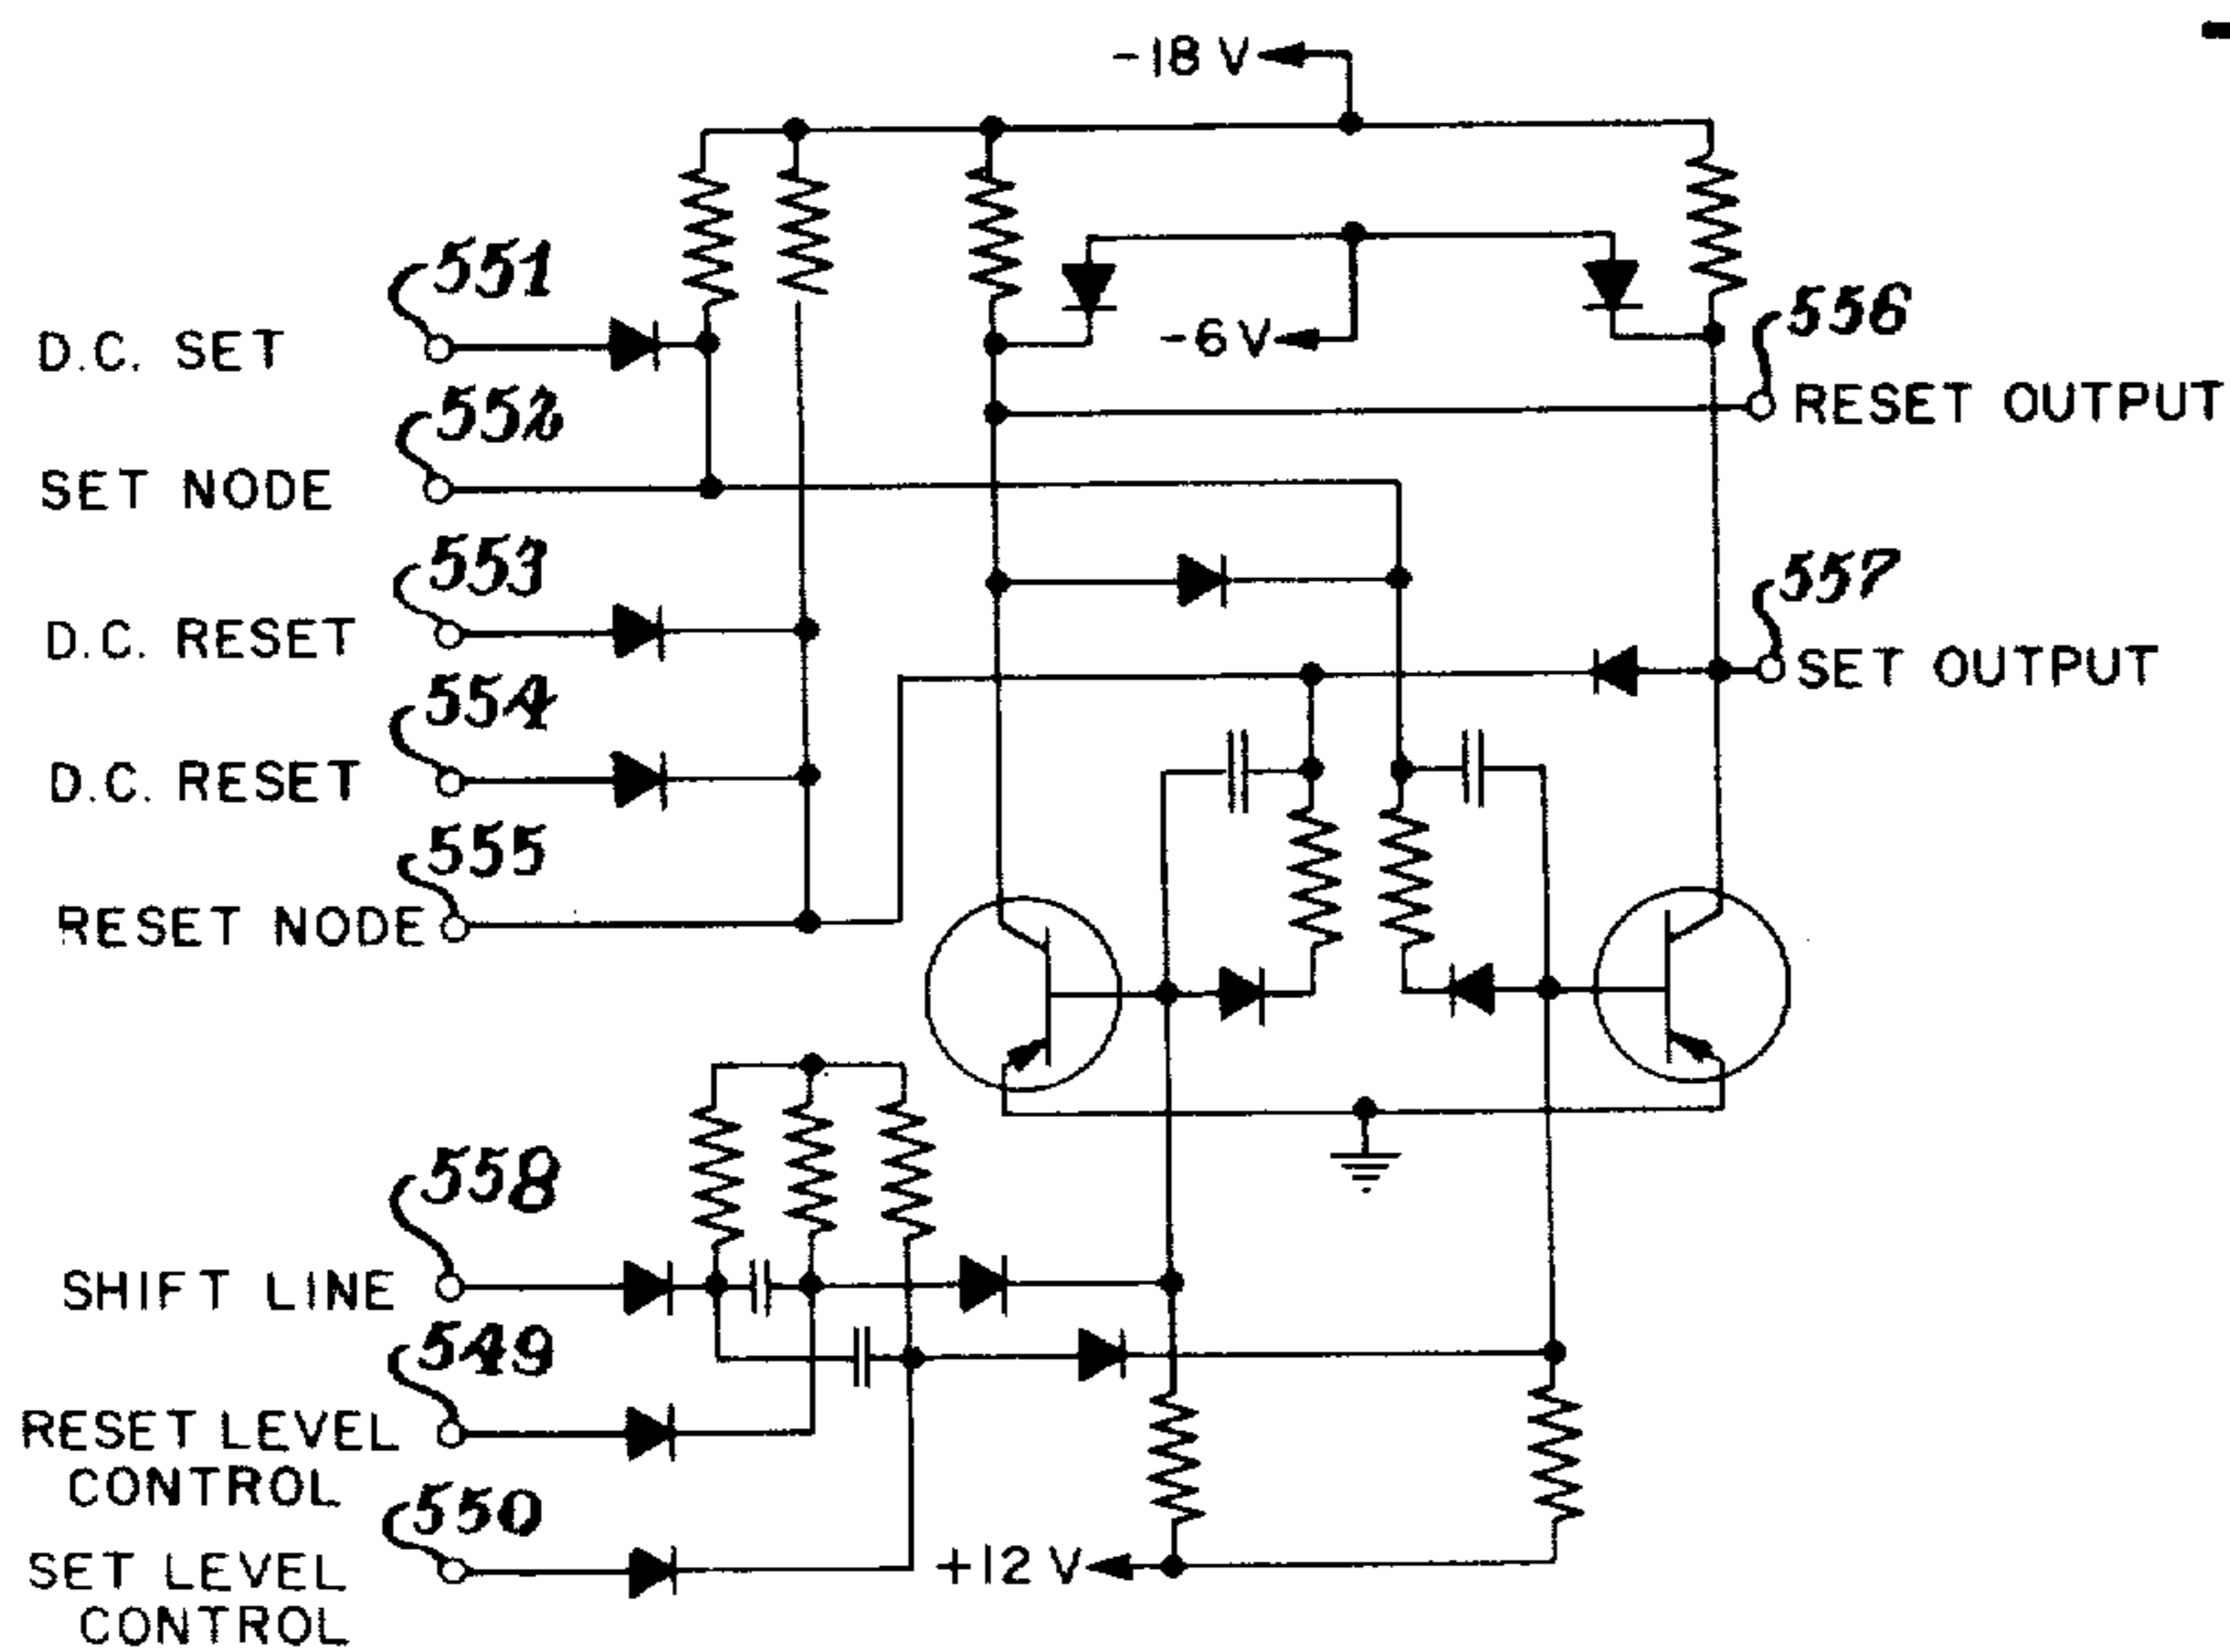 -18 V
551
D.C. SET
-6 V
556
RESET OUTPUT
552
SET NODE
553
D.C. RESET
557
SET OUTPUT
554
D.C. RESET
555
RESET NODE
558
SHIFT LINE
549
RESET LEVEL
CONTROL
550
SET LEVEL
CONTROL
+12 V